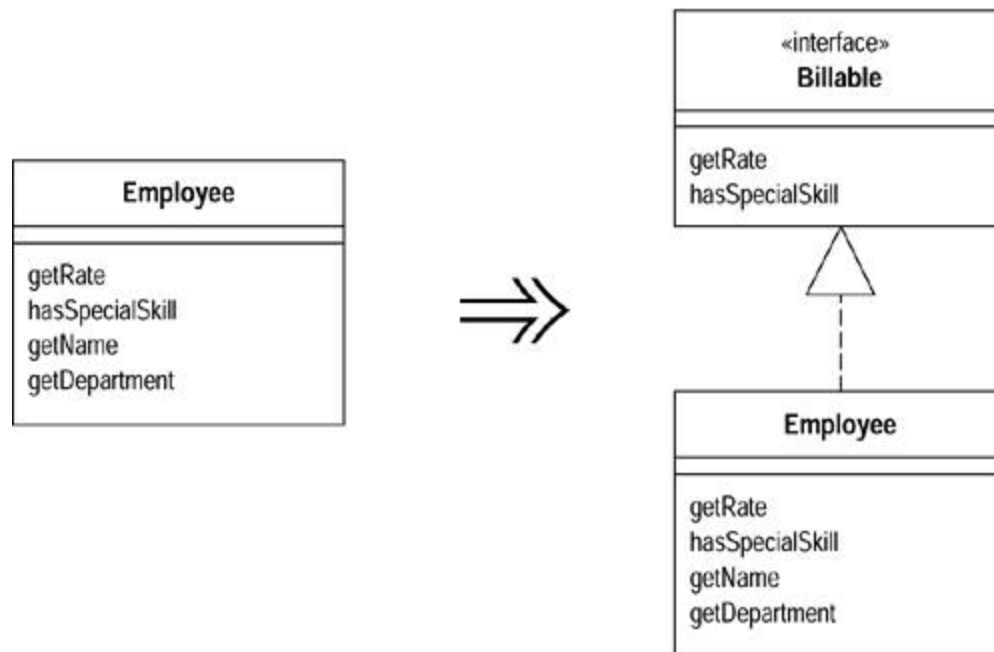 Employee
getRate
hasSpecialSkill
getName
getDepartment
«interface»
Billable
getRate
hasSpecialSkill
Employee
getRate
hasSpecialSkill
getName
getDepartment